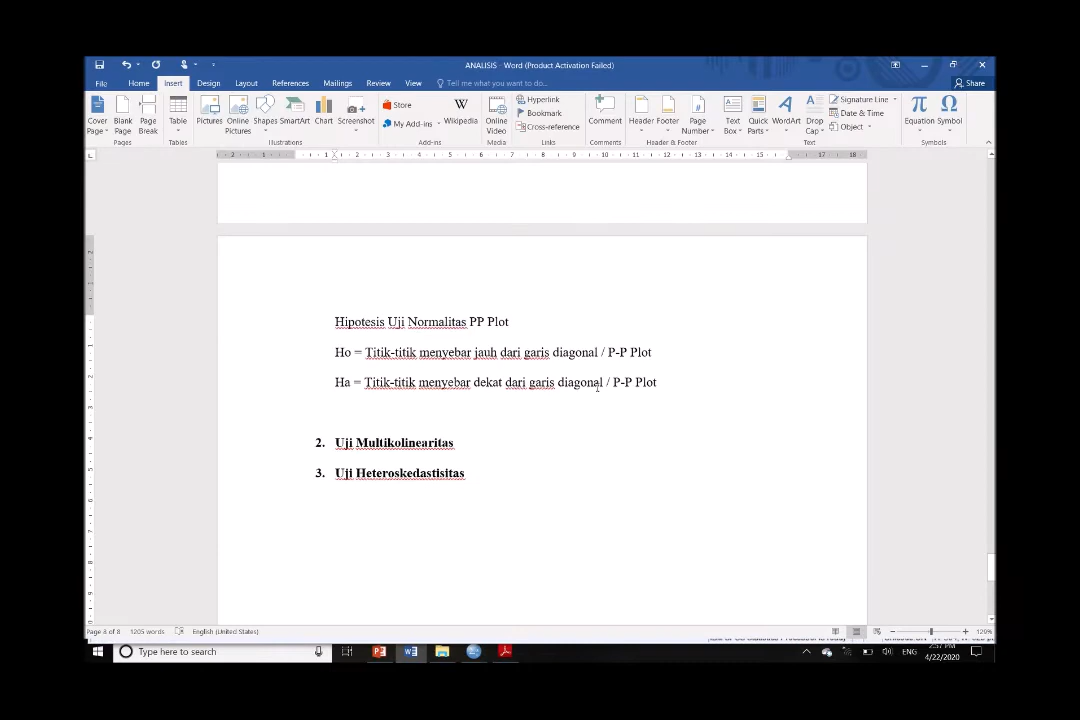 ANALISIS - Word (Product Activation Failed)
File Home Insert Design Layout References Mailings Review View Tell me what you want to do... Share
Cover Page Blank Page Page Break Table Pictures Online Pictures Shapes SmartArt Chart Screenshot Store My Add-ins Wikipedia Online Video Hyperlink Bookmark Cross-reference Comment Header Footer Page Number Text Box Quick Parts WordArt Drop Cap Signature Line Date & Time Object Equation Symbol
Pages Tables Illustrations Add-ins Media Links Comments Header & Footer Text Symbols
Hipotesis Uji Normalitas PP Plot
Ho = Titik-titik menyebar jauh dari garis diagonal / P-P Plot
Ha = Titik-titik menyebar dekat dari garis diagonal / P-P Plot
2. Uji Multikolinearitas
3. Uji Heteroskedastisitas
Page 8 of 8 1205 words English (United States) 129%
Type here to search ENG
4/22/2020